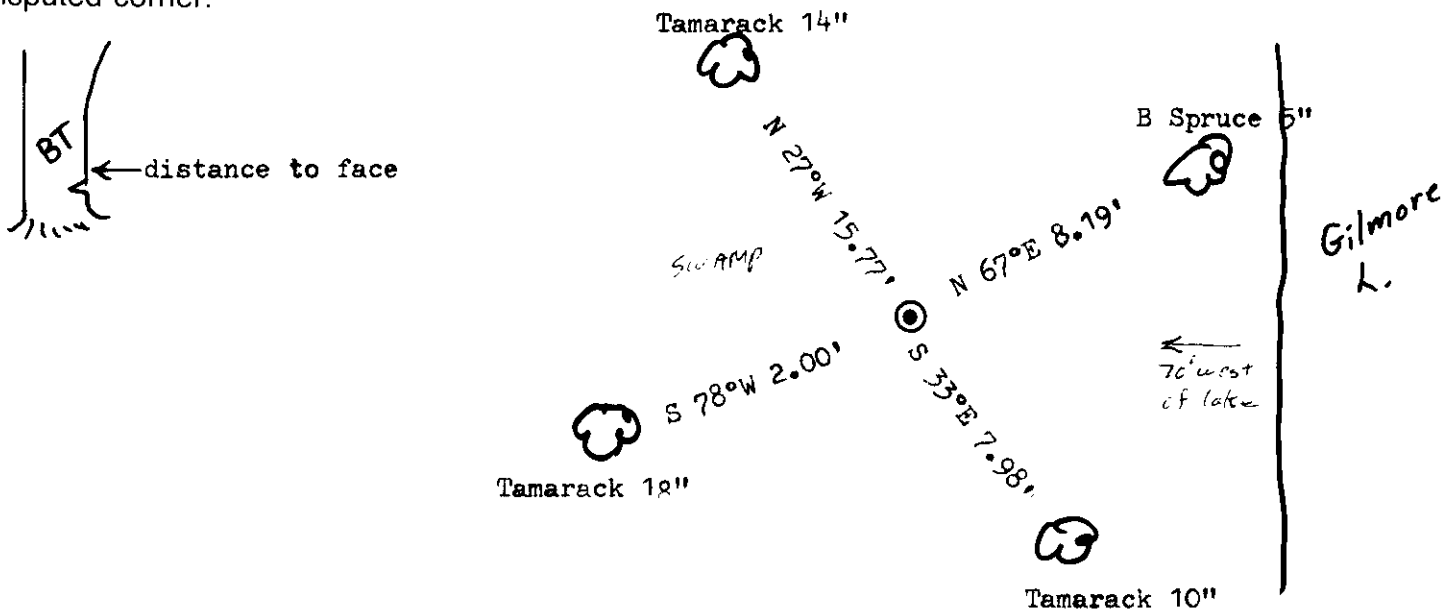 corner.
Tamarack 14"
B Spruce 5"
BT
distance to face
N 27°W 15.77'
N 67°E 8.19'
Gilmore
L.
SWAMP
S 78°W 2.00'
S 33°E 7.98'
70' west
of lake
Tamarack 18"
Tamarack 10"